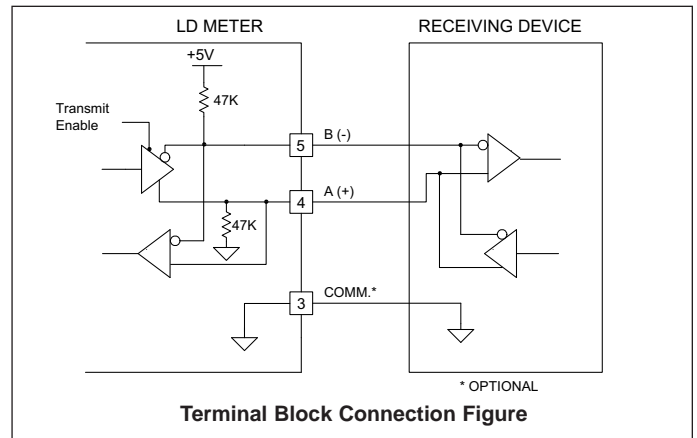 LD METER
RECEIVING DEVICE
+5V
47K
Transmit
Enable
5
B (-)
4
A (+)
47K
3
COMM.*
* OPTIONAL
Terminal Block Connection Figure